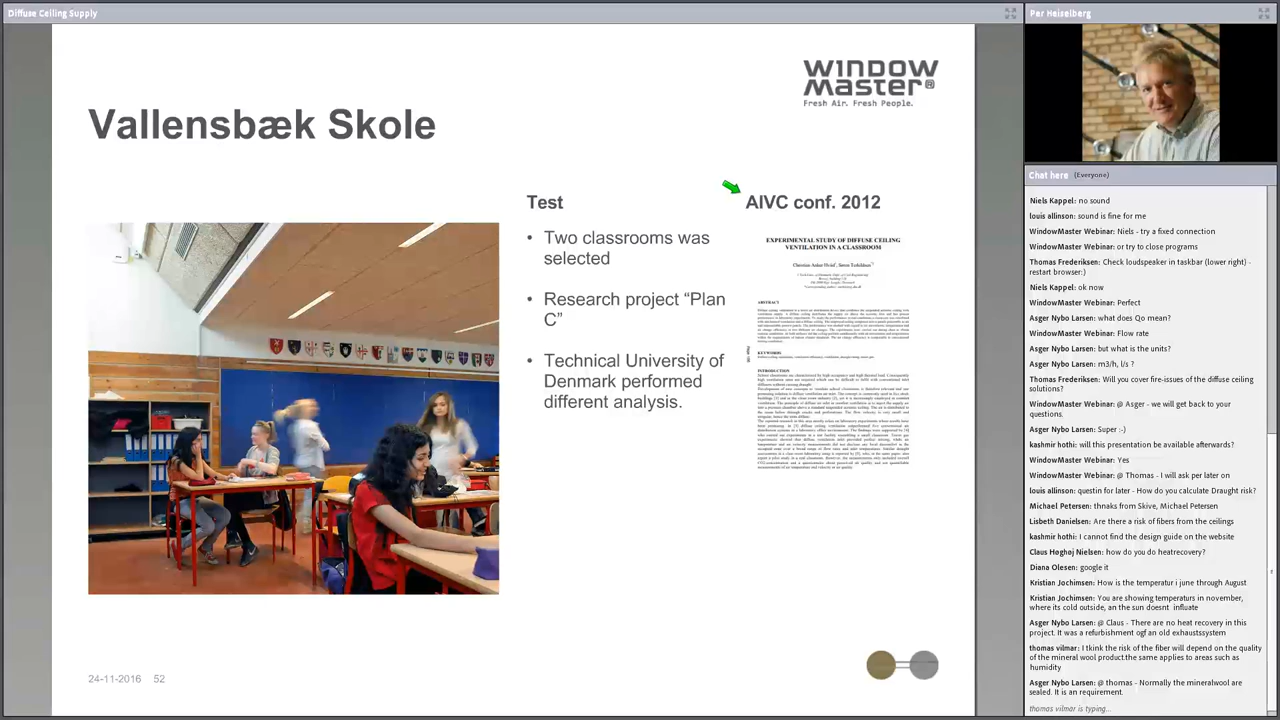 Diffuse Ceiling Supply
WINDOW
Master
Fresh Air. Fresh People.
Vallensbæk Skole
Test
• Two classrooms was
selected
• Research project “Plan
C”
• Technical University of
Denmark performed
different analysis.
AIVC conf. 2012
EXPERIMENTAL STUDY OF DIFFUSE CEILING
VENTILATION IN A CLASSROOM
ABSTRACT
KEYWORDS
INTRODUCTION
24-11-2016 52
Per Heiselberg
Chat here (Everyone)
Niels Kappel: no sound
louis allinson: sound is fine for me
WindowMaster Webinar: Niels - try a fixed connection
WindowMaster Webinar: or try to close programs
Thomas Frederiksen: Check loudspeaker in taskbar (lower right) -
restart browser:)
Niels Kappel: ok now
WindowMaster Webinar: Perfect
Asger Nybo Larsen: what does Qo mean?
WindowMaster Webinar: Flow rate
Asger Nybo Larsen: but what is the units?
Asger Nybo Larsen: m3/h, l/s ?
Thomas Frederiksen: Will you cover fire-issues of the diffuse ceiling
solutions?
WindowMaster Webinar: @ Asger - we will get back to your
questions.
Asger Nybo Larsen: Super :-)
kashmir hothi: will this presentation be available afterwards?
WindowMaster Webinar: Yes
WindowMaster Webinar: @ Thomas - I will ask per later on
louis allinson: questin for later - How do you calculate Draught risk?
Michael Petersen: thnaks from Skive, Michael Petersen
Lisbeth Danielsen: Are there a risk of fibers from the ceilings
kashmir hothi: I cannot find the design guide on the website
Claus Hoghoj Nielsen: how do you do heatrecovery?
Diana Olesen: google it
Kristian Jochimsen: How is the temperatur i june through August
Kristian Jochimsen: You are showing temperaturs in november,
where its cold outside, an the sun doesnt influate
Asger Nybo Larsen: @ Claus - There are no heat recovery in this
project. It was a refurbishment ogf an old exhaustssystem
thomas vilmar: I tkink the risk of the fiber will depend on the quality
of the mineral wool product.the same applies to areas such as
humidity
Asger Nybo Larsen: @ thomas - Normally the mineralwool are
sealed. It is an requirement.
thomas vilmar is typing...